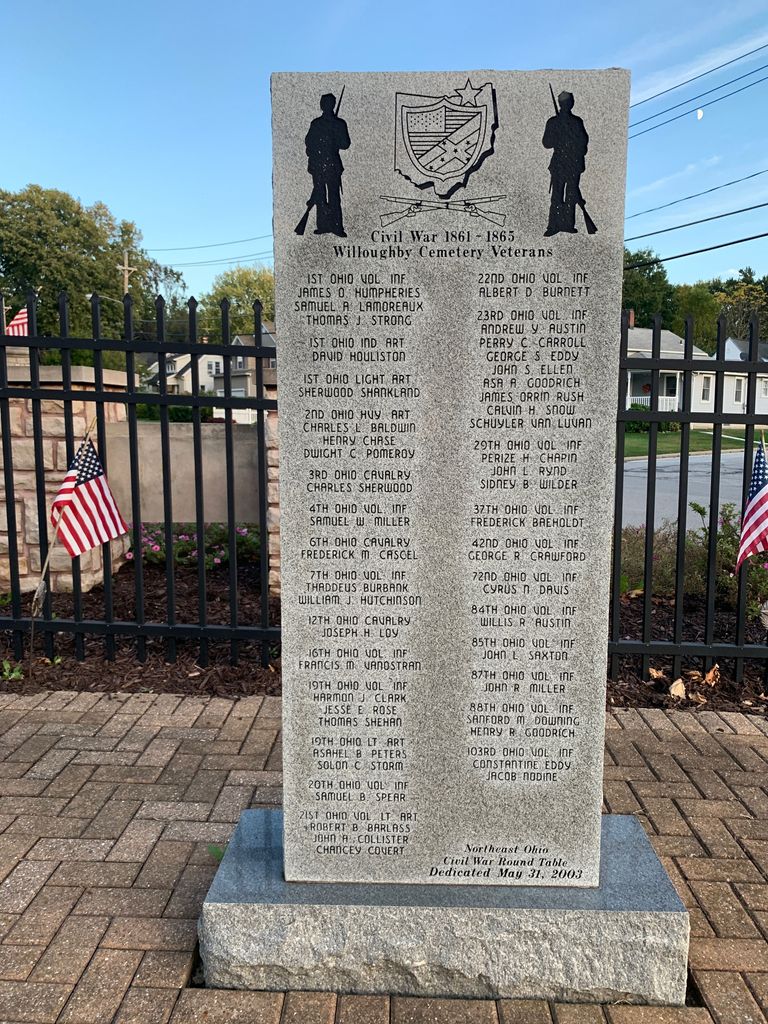 Civil War 1861 - 1865
Willoughby Cemetery Veterans
1ST OHIO VOL INF
JAMES O HUMPHERIES
SAMUEL A LAMOREAUX
THOMAS J STRONG
1ST OHIO IND ART
DAVID HOULISTON
1ST OHIO LIGHT ART
SHERWOOD SHANKLAND
2ND OHIO HVY ART
CHARLES L BALDWIN
HENRY CHASE
DWIGHT C POMEROY
3RD OHIO CAVALRY
CHARLES SHERWOOD
4TH OHIO VOL INF
SAMUEL W MILLER
6TH OHIO CAVALRY
FREDERICK M CASCEL
7TH OHIO VOL INF
THADDEUS BURBANK
WILLIAM J HUTCHINSON
12TH OHIO CAVALRY
JOSEPH H LOY
16TH OHIO VOL INF
FRANCIS M VANOSTRAN
19TH OHIO VOL INF
HARMON J CLARK
JESSE E ROSE
THOMAS SHEHAN
19TH OHIO LT ART
ASAHEL B PETERS
SOLON C STORM
20TH OHIO VOL INF
SAMUEL B SPEAR
21ST OHIO VOL LT ART
ROBERT B BARLASS
JOHN A COLLISTER
CHANCEY COVERT
22ND OHIO VOL INF
ALBERT D BURNETT
23RD OHIO VOL INF
ANDREW Y AUSTIN
PERRY C CARROLL
GEORGE S EDDY
JOHN S ELLEN
ASA A GOODRICH
JAMES ORRIN RUSH
CALVIN H SNOW
SCHUYLER VAN LUVAN
29TH OHIO VOL INF
PERIZE H CHAPIN
JOHN L RYND
SIDNEY B WILDER
37TH OHIO VOL INF
FREDERICK BAEHOLDT
42ND OHIO VOL INF
GEORGE R CRAWFORD
72ND OHIO VOL INF
CYRUS N DAVIS
84TH OHIO VOL INF
WILLIS R AUSTIN
85TH OHIO VOL INF
JOHN L SAXTON
87TH OHIO VOL INF
JOHN R MILLER
88TH OHIO VOL INF
SANFORD M DOWNING
HENRY R GOODRICH
103RD OHIO VOL INF
CONSTANTINE EDDY
JACOB NODINE
Northeast Ohio
Civil War Round Table
Dedicated May 31, 2003